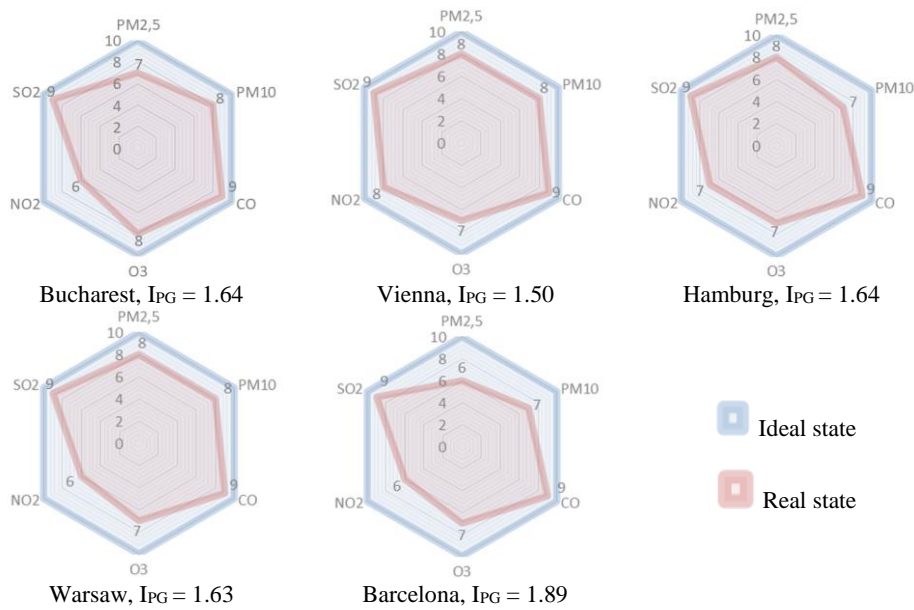 PM2,5
10
8
7
6
4
2
0
SO2
9
PM10
8
NO2
6
CO
9
8
O3
Bucharest, IPG = 1.64
PM2,5
10
8
8
6
4
2
0
SO2
9
PM10
8
NO2
8
CO
9
7
O3
Vienna, IPG = 1.50
PM2,5
10
8
8
6
4
2
0
SO2
9
PM10
7
NO2
7
CO
9
7
O3
Hamburg, IPG = 1.64
PM2,5
10
8
8
6
4
2
0
SO2
9
PM10
8
NO2
6
CO
9
7
O3
Warsaw, IPG = 1.63
PM2,5
10
8
6
6
4
2
0
SO2
9
PM10
7
NO2
6
CO
9
7
O3
Barcelona, IPG = 1.89
Ideal state
Real state